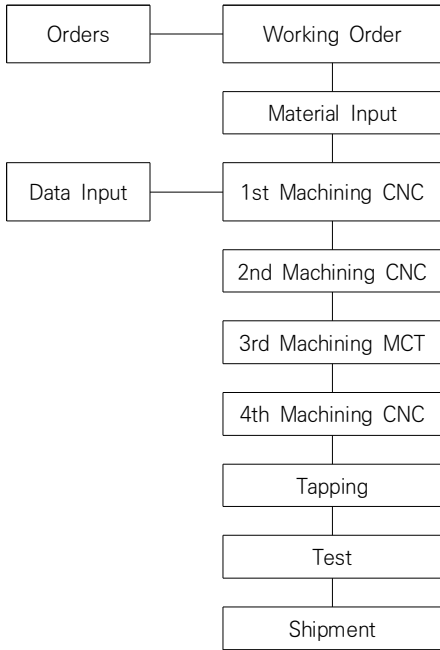 Orders
Working Order
Material Input
Data Input
1st Machining CNC
2nd Machining CNC
3rd Machining MCT
4th Machining CNC
Tapping
Test
Shipment